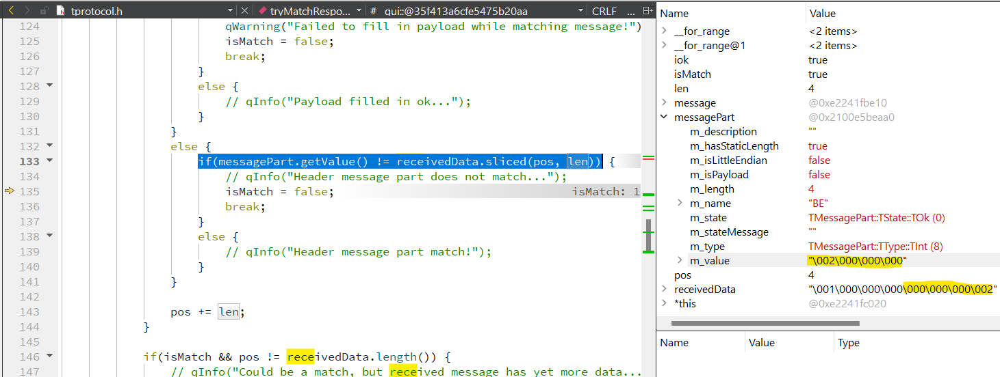 tprotocol.h tryMatchRespo... # gui::@35f413a6cfe5475b20aa CRLF ...
124 qWarning("Failed to fill in payload while matching message!")
125 isMatch = false;
126 break;
127 }
128 else {
129 // qInfo("Payload filled in ok...");
130 }
131 }
132 else {
133 if(messagePart.getValue() != receivedData.sliced(pos, len)) {
134 // qInfo("Header message part does not match...");
135 isMatch = false; isMatch: 1
136 break;
137 }
138 else {
139 // qInfo("Header message part match!");
140 }
141 }
142
143 pos += len;
144 }
145
146 if(isMatch && pos != receivedData.length()) {
147 // qInfo("Could be a match, but received message has yet more data...
Name Value
__for_range <2 items>
__for_range@1 <2 items>
iok true
isMatch true
len 4
message @0xe2241fbe10
messagePart @0x2100e5beaa0
m_description ""
m_hasStaticLength true
m_isLittleEndian false
m_isPayload false
m_length 4
m_name "BE"
m_state TMessagePart::TState::TOk (0)
m_stateMessage ""
m_type TMessagePart::TType::TInt (8)
m_value "\002\000\000\000"
pos 4
receivedData "\001\000\000\000\000\000\000\002"
*this @0xe2241fc020
Name Value Type